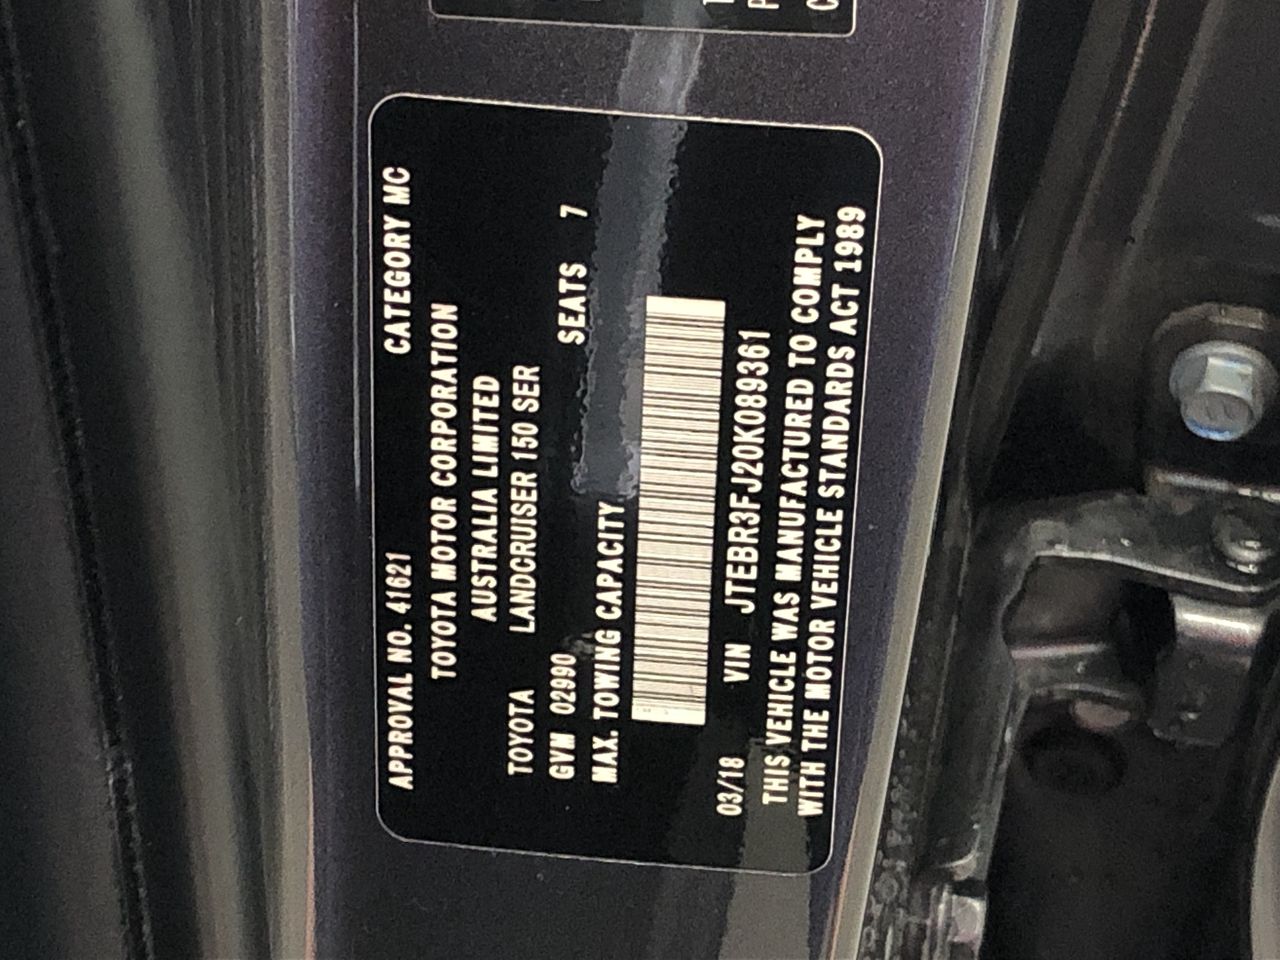 APPROVAL NO. 41621 CATEGORY MC
TOYOTA MOTOR CORPORATION
AUSTRALIA LIMITED
TOYOTA LANDCRUISER 150 SER
GVM 02990 SEATS 7
MAX. TOWING CAPACITY
03/18 VIN JTEBR3FJ20K089361
THIS VEHICLE WAS MANUFACTURED TO COMPLY
WITH THE MOTOR VEHICLE STANDARDS ACT 1989